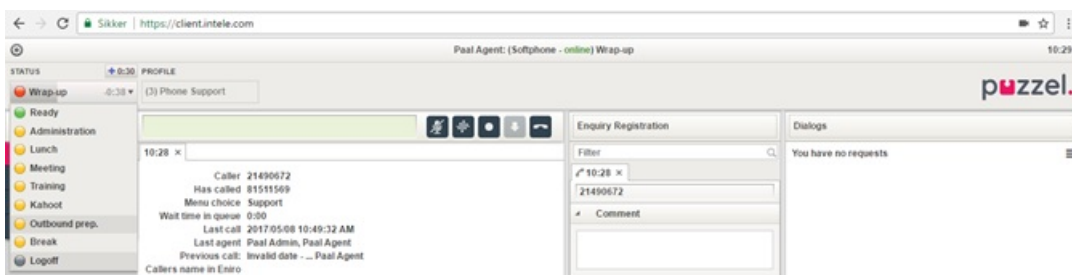 Sikker | https://client.intele.com
Paal Agent: (Softphone - online) Wrap-up
10:29
STATUS
+ 0:30
PROFILE
Wrap-up
-0:38
(3) Phone Support
puzzel.
Ready
Administration
Lunch
Meeting
Training
Kahoot
Outbound prep.
Break
Logoff
10:28 ×
Caller 21490672
Has called 81511569
Menu choice Support
Wait time in queue 0:00
Last call 2017/05/08 10:49:32 AM
Last agent Paal Admin, Paal Agent
Previous call: Invalid date - ... Paal Agent
Callers name in Eniro
Enquiry Registration
Filter
10:28 ×
21490672
Comment
Dialogs
You have no requests